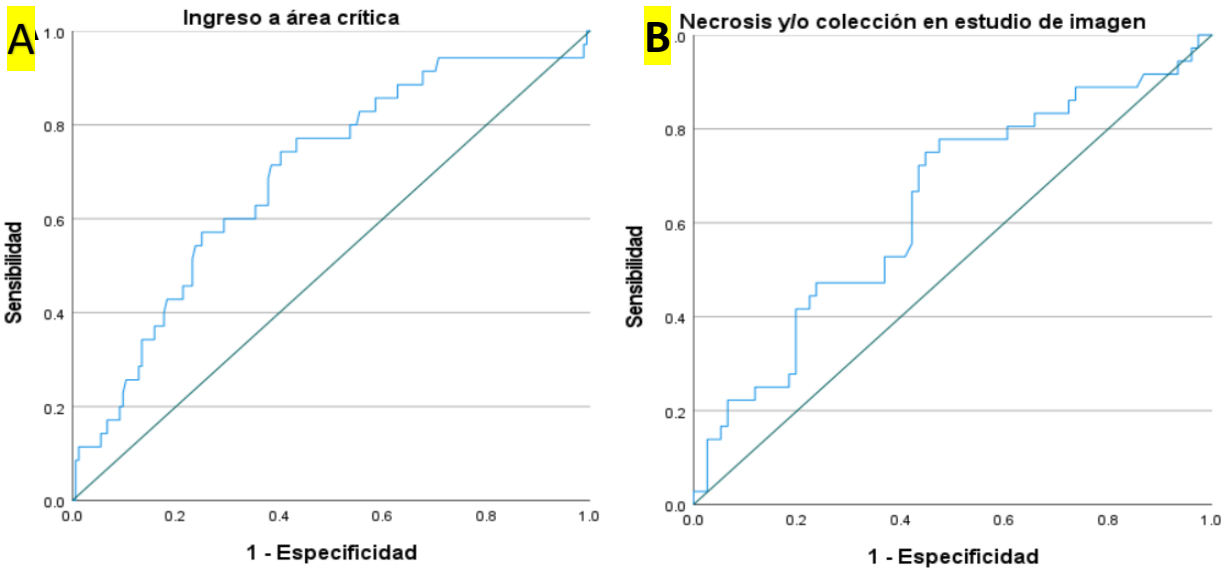 A
Ingreso a área crítica
1.0
0.8
0.6
0.4
0.2
0.0
Sensibilidad
0.0 0.2 0.4 0.6 0.8 1.0
1 - Especificidad
B
Necrosis y/o colección en estudio de imagen
.0
0.8
0.6
0.4
0.2
0.0
Sensibilidad
0.0 0.2 0.4 0.6 0.8 1.0
1 - Especificidad